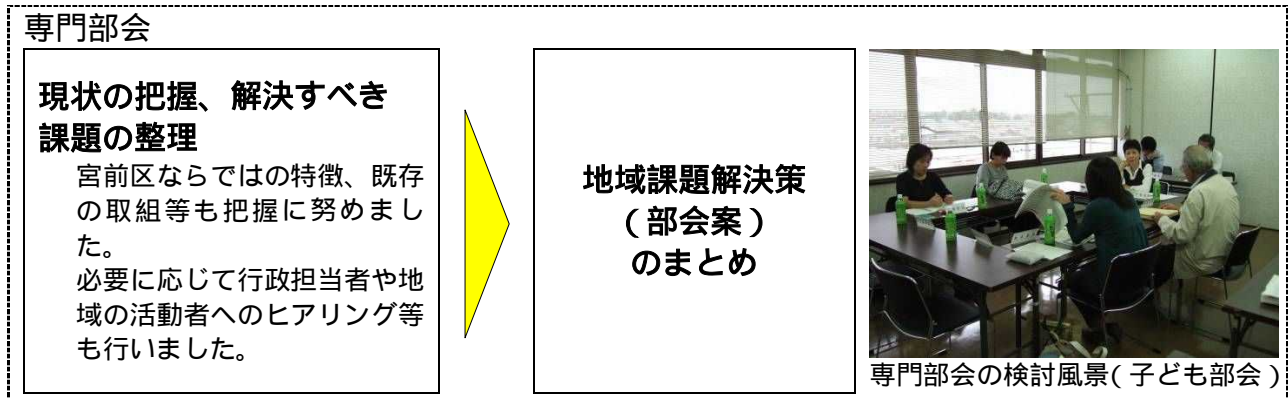 専門部会
現状の把握、解決すべき
課題の整理
宮前区ならではの特徴、既存
の取組等も把握に努めまし
た。
必要に応じて行政担当者や地
域の活動者へのヒアリング等
も行いました。
地域課題解決策
（部会案）
のまとめ
専門部会の検討風景(子ども部会)